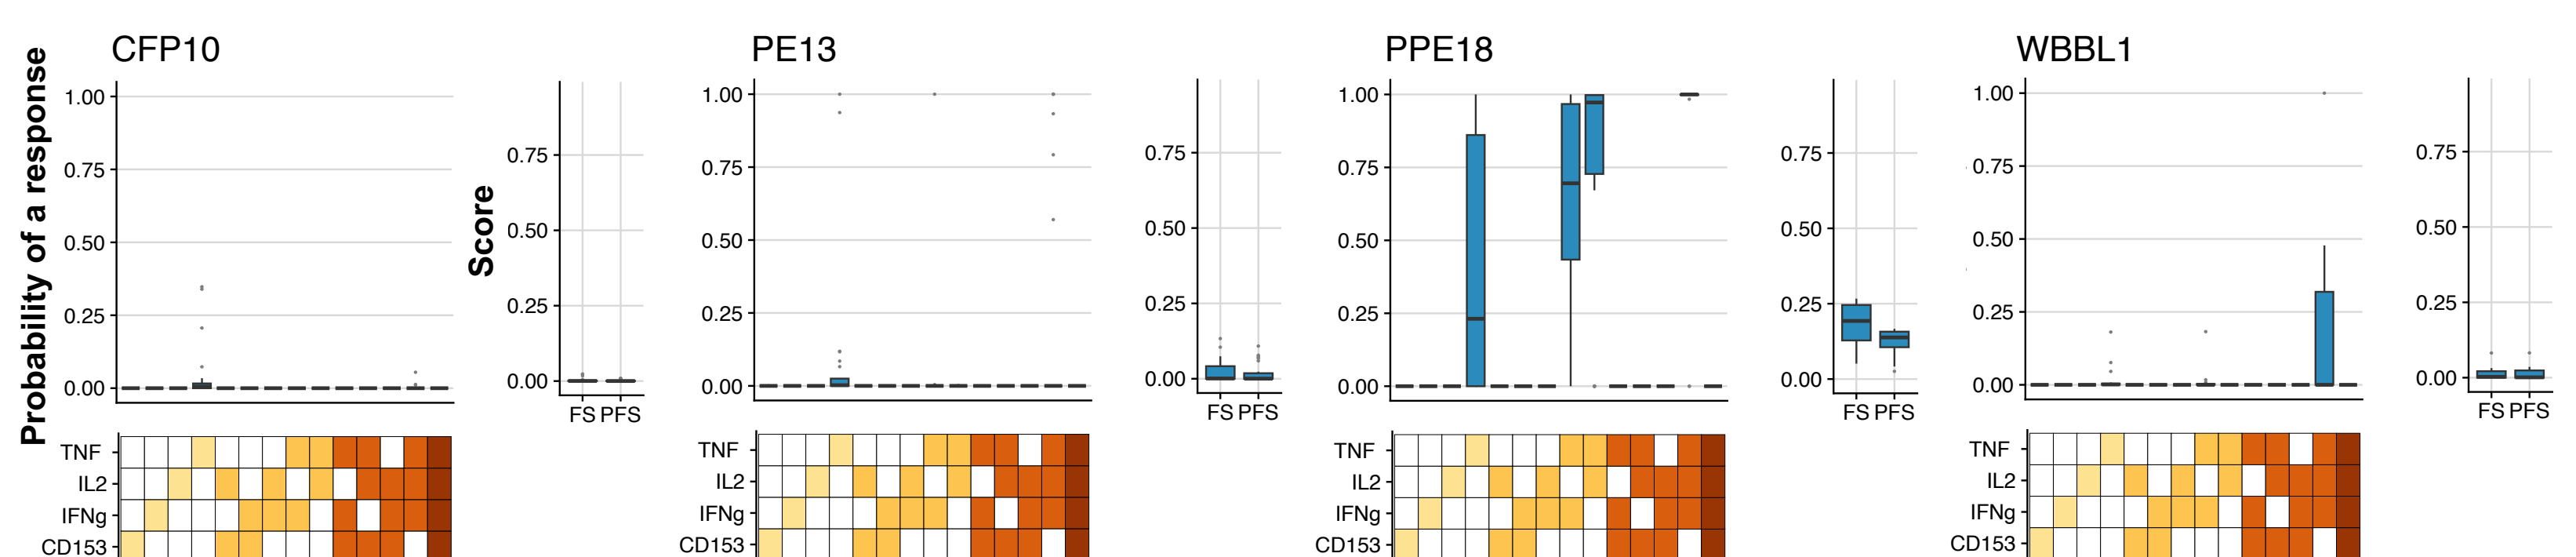 CFP10
Probability of a response
1.00
0.75
0.50
0.25
0.00
TNF
IL2
IFNg
CD153
Score
0.75
0.50
0.25
0.00
FS PFS
PE13
1.00
0.75
0.50
0.25
0.00
TNF
IL2
IFNg
CD153
0.75
0.50
0.25
0.00
FS PFS
PPE18
1.00
0.75
0.50
0.25
0.00
TNF
IL2
IFNg
CD153
0.75
0.50
0.25
0.00
FS PFS
WBBL1
1.00
0.75
0.50
0.25
0.00
TNF
IL2
IFNg
CD153
0.75
0.50
0.25
0.00
FS PFS